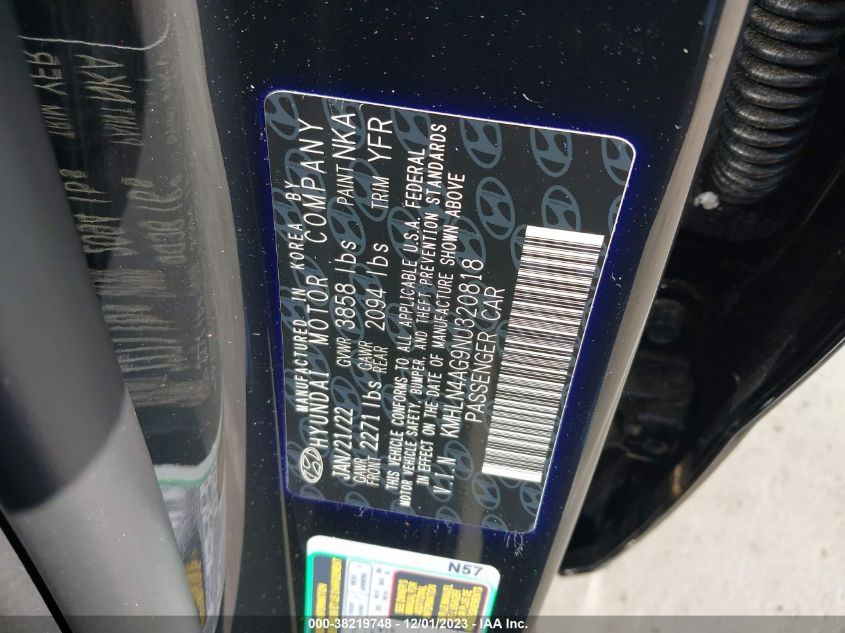 MANUFACTURED IN KOREA BY
HYUNDAI MOTOR COMPANY
JAN/21/22 GVWR 3858 lbs PAINT NKA
GAWR FRONT 2271 lbs GAWR REAR 2094 lbs TRIM YFR
THIS VEHICLE CONFORMS TO ALL APPLICABLE U.S.A. FEDERAL
MOTOR VEHICLE SAFETY BUMPER, AND THEFT PREVENTION STANDARDS
IN EFFECT ON THE DATE OF MANUFACTURE SHOWN ABOVE
V.I.N KMHLN4AG9NU320818
PASSENGER CAR
N57
000-38219748 - 12/01/2023 - IAA, Inc.